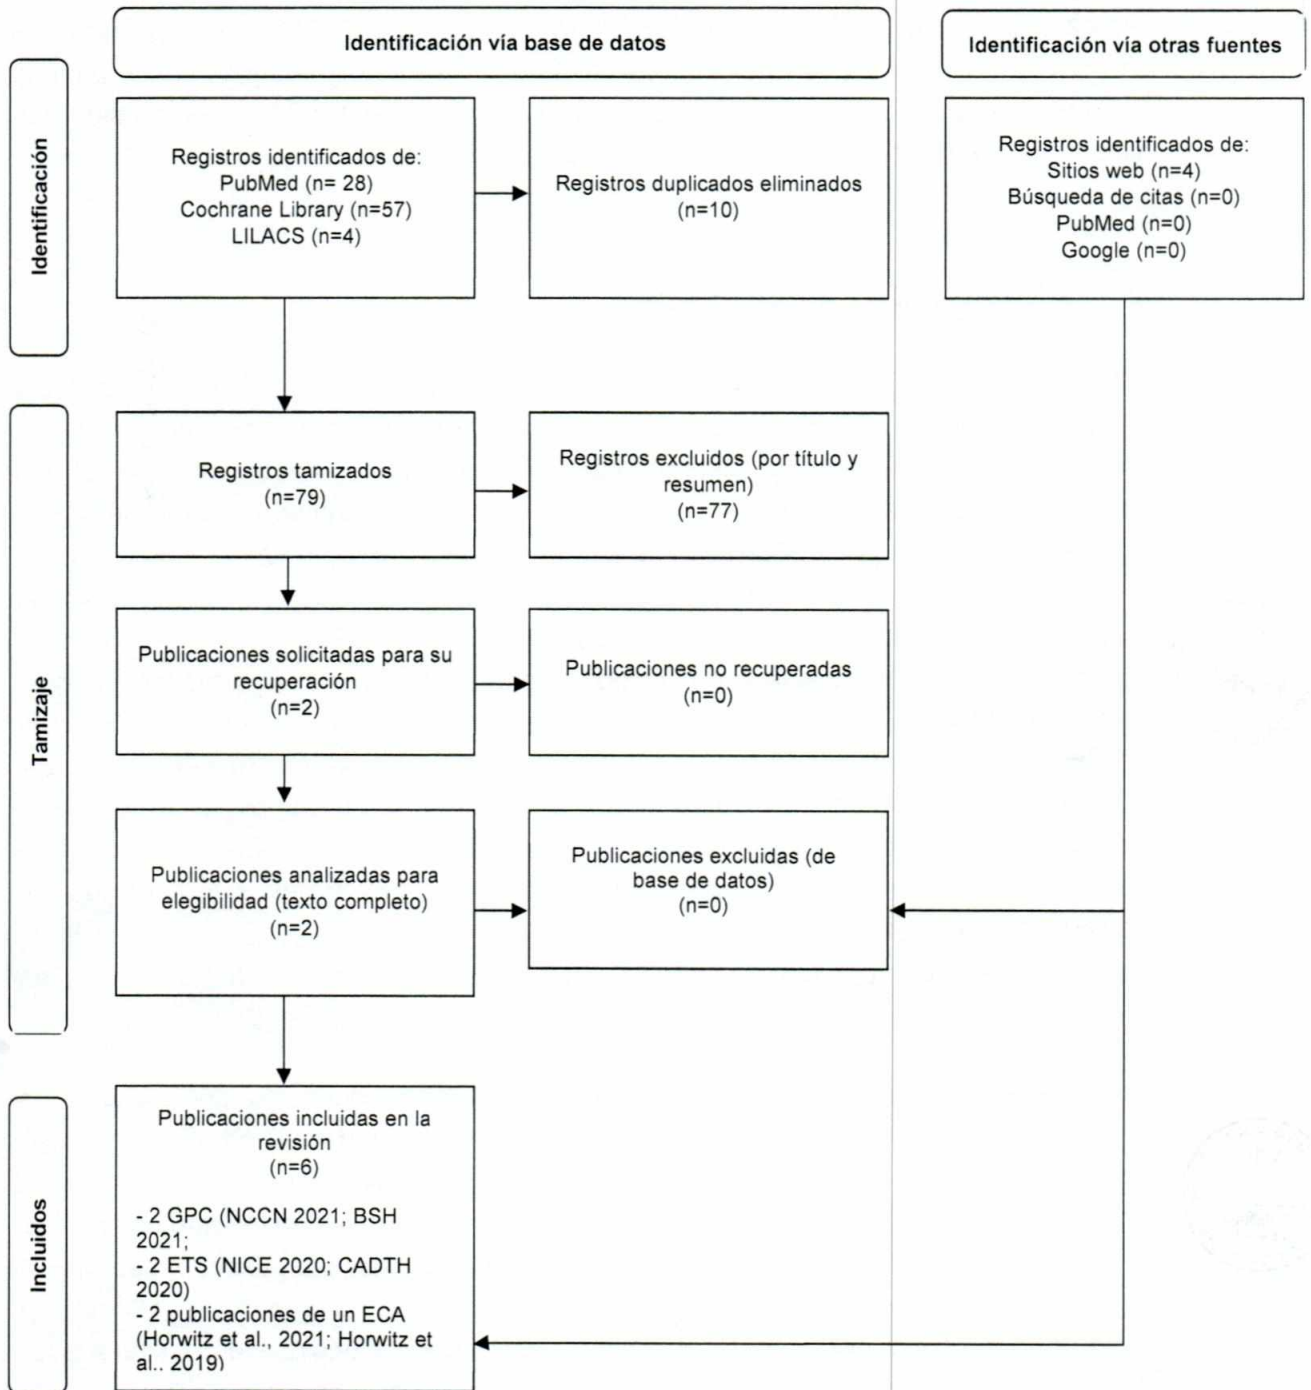 Identificación vía base de datos
Identificación vía otras fuentes
Identificación
Registros identificados de:
PubMed (n= 28)
Cochrane Library (n=57)
LILACS (n=4)
Registros duplicados eliminados
(n=10)
Registros identificados de:
Sitios web (n=4)
Búsqueda de citas (n=0)
PubMed (n=0)
Google (n=0)
Tamizaje
Registros tamizados
(n=79)
Registros excluidos (por título y
resumen)
(n=77)
Publicaciones solicitadas para su
recuperación
(n=2)
Publicaciones no recuperadas
(n=0)
Publicaciones analizadas para
elegibilidad (texto completo)
(n=2)
Publicaciones excluidas (de
base de datos)
(n=0)
Incluidos
Publicaciones incluidas en la
revisión
(n=6)
- 2 GPC (NCCN 2021; BSH
2021;
- 2 ETS (NICE 2020; CADTH
2020)
- 2 publicaciones de un ECA
(Horwitz et al., 2021; Horwitz et
al., 2019)